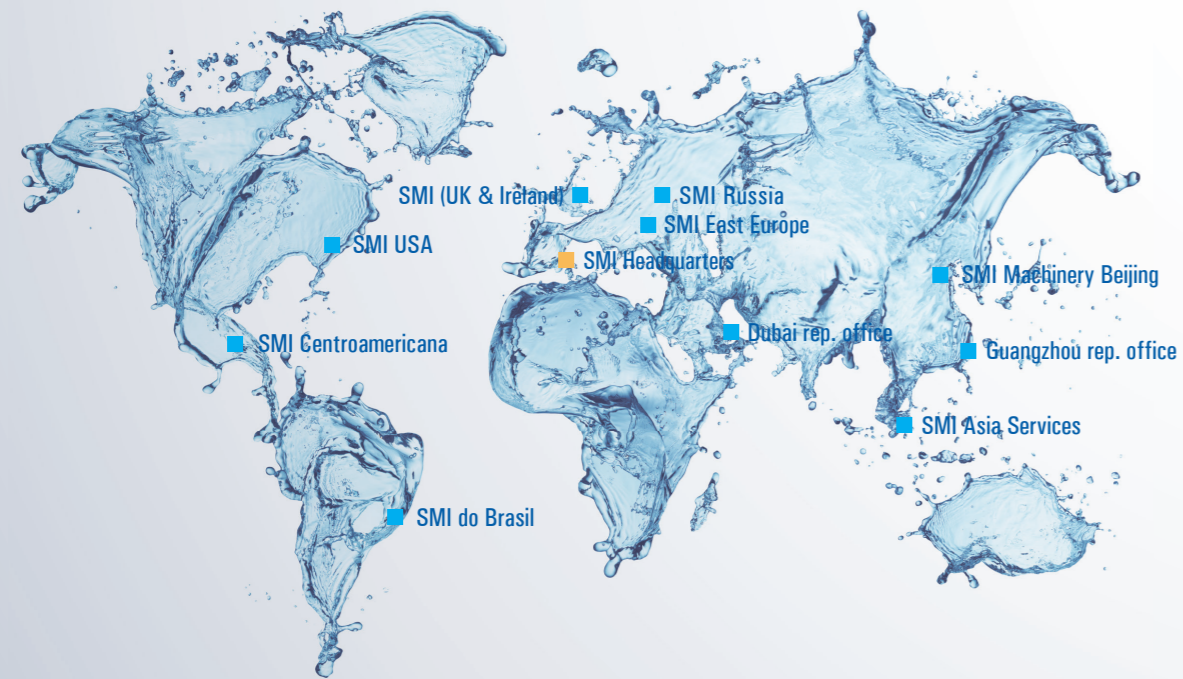 SMI (UK & Ireland)
SMI Russia
SMI East Europe
SMI USA
SMI Headquarters
SMI Machinery Beijing
Dubai rep. office
SMI Centroamericana
Guangzhou rep. office
SMI Asia Services
SMI do Brasil